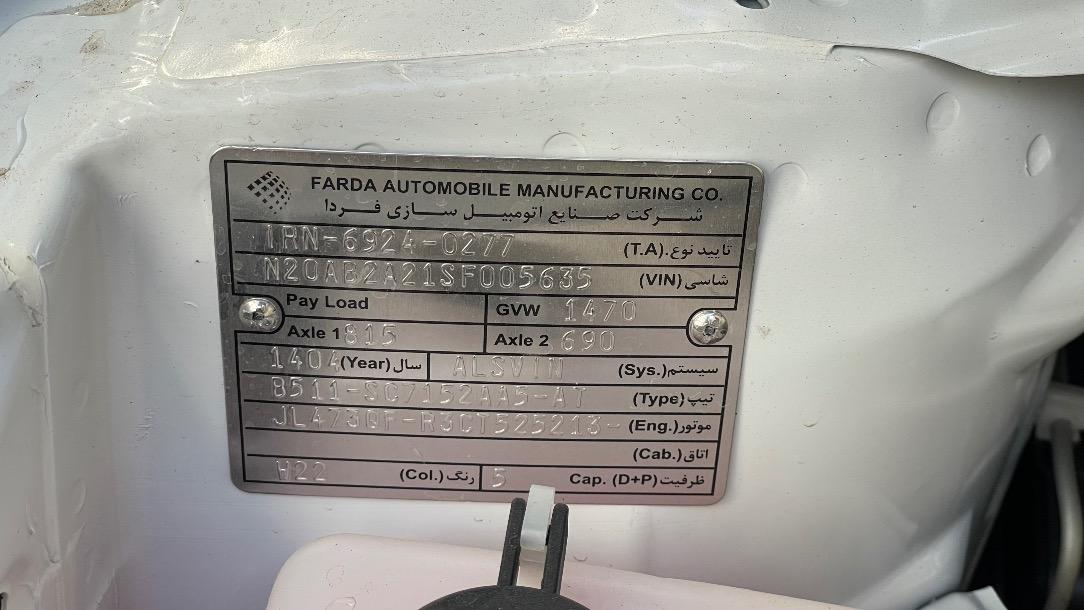 FARDA AUTOMOBILE MANUFACTURING CO.
شرکت صنایع اتومبیل سازی فردا
IRN-6924-0277 تایید نوع.(T.A)
N20AB2A21SF005635 شاسی(VIN)
Pay Load GVW 1470
Axle 1 815 Axle 2 690
1404 سال(Year) ALSVIN سیستم(Sys.)
B511-SC7152AA5-AT تیپ(Type)
JL473QF-R3CT525213- موتور(Eng.)
اتاق(Cab.)
W22 رنگ(Col.) 5 ظرفیت Cap. (D+P)